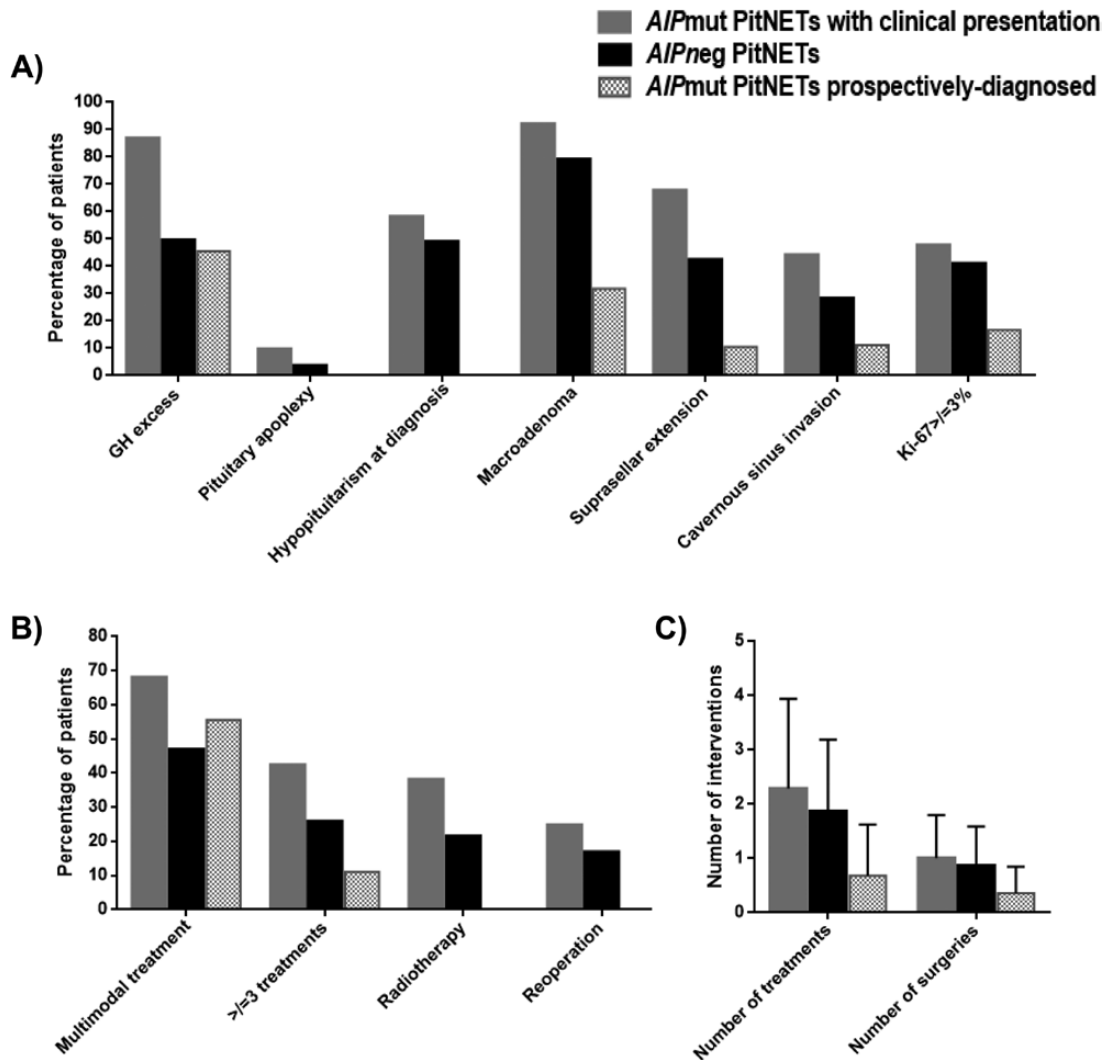 AIPmut PitNETs with clinical presentation
AIPneg PitNETs
AIPmut PitNETs prospectively-diagnosed
A)
Percentage of patients
100
90
80
70
60
50
40
30
20
10
0
GH excess
Pituitary apoplexy
Hypopituitarism at diagnosis
Macroadenoma
Suprasellar extension
Cavernous sinus invasion
Ki-67>/=3%
B)
Percentage of patients
80
70
60
50
40
30
20
10
0
Multimodal treatment
>/=3 treatments
Radiotherapy
Reoperation
C)
Number of interventions
5
4
3
2
1
0
Number of treatments
Number of surgeries